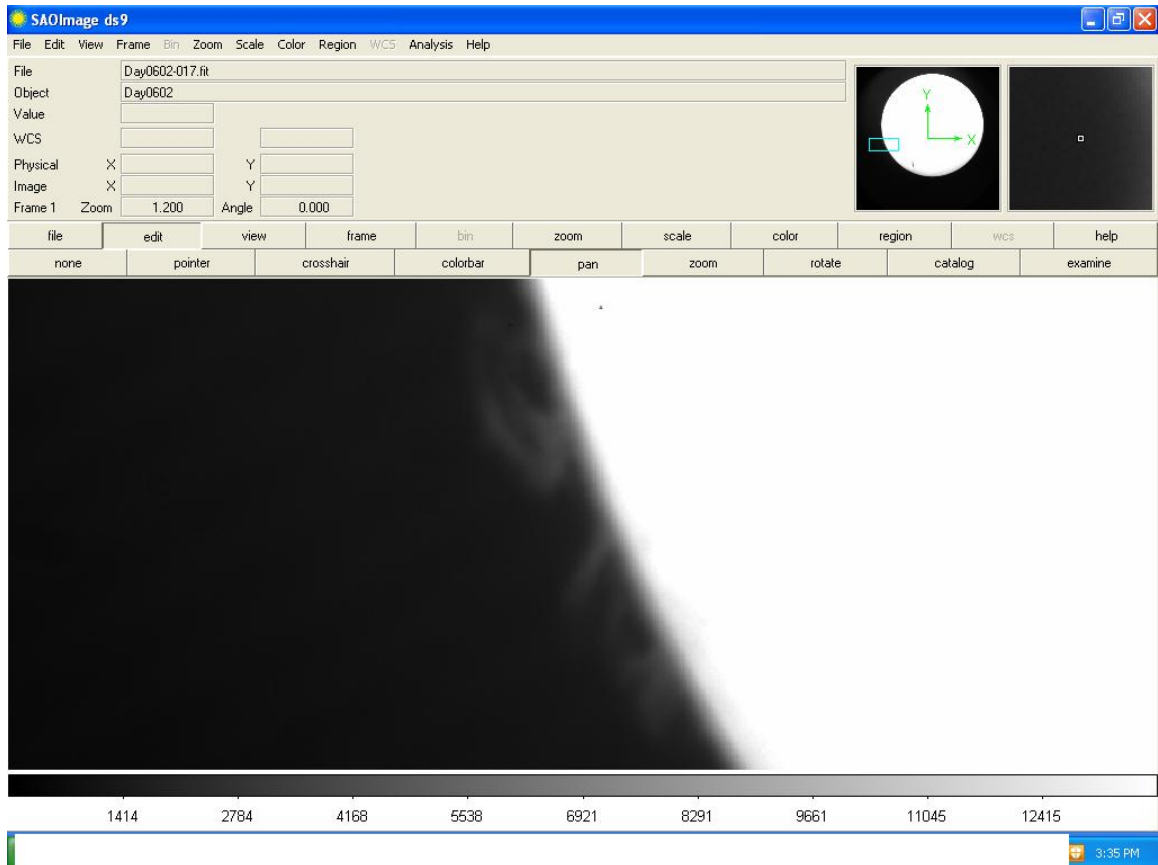 SAOImage ds9
File Edit View Frame Bin Zoom Scale Color Region WCS Analysis Help
File Day0602-017.fit
Object Day0602
Value
WCS
Physical X Y
Image X Y
Frame 1 Zoom 1.200 Angle 0.000
Y
X
file edit view frame bin zoom scale color region wcs help
none pointer crosshair colorbar pan zoom rotate catalog examine
1414 2784 4168 5538 6921 8291 9661 11045 12415
3:35 PM